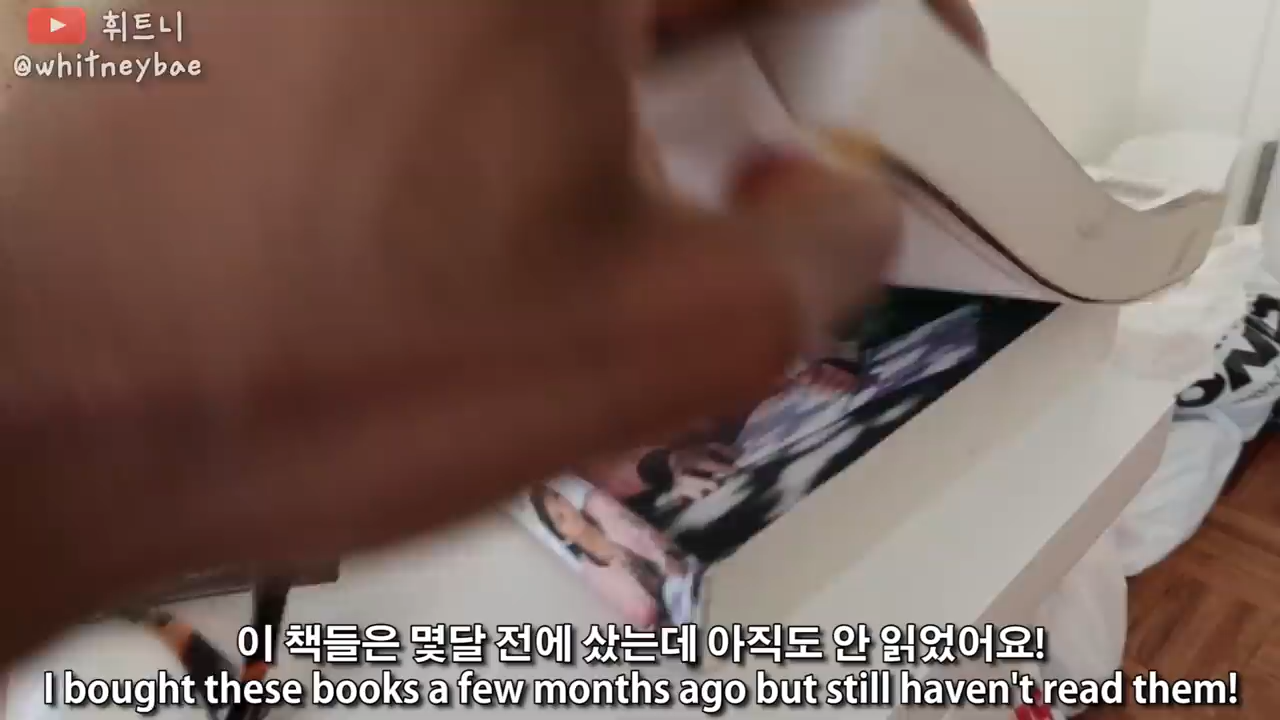 휘트니
@whitneybae
이 책들은 몇달 전에 샀는데 아직도 안 읽었어요!
I bought these books a few months ago but still haven't read them!